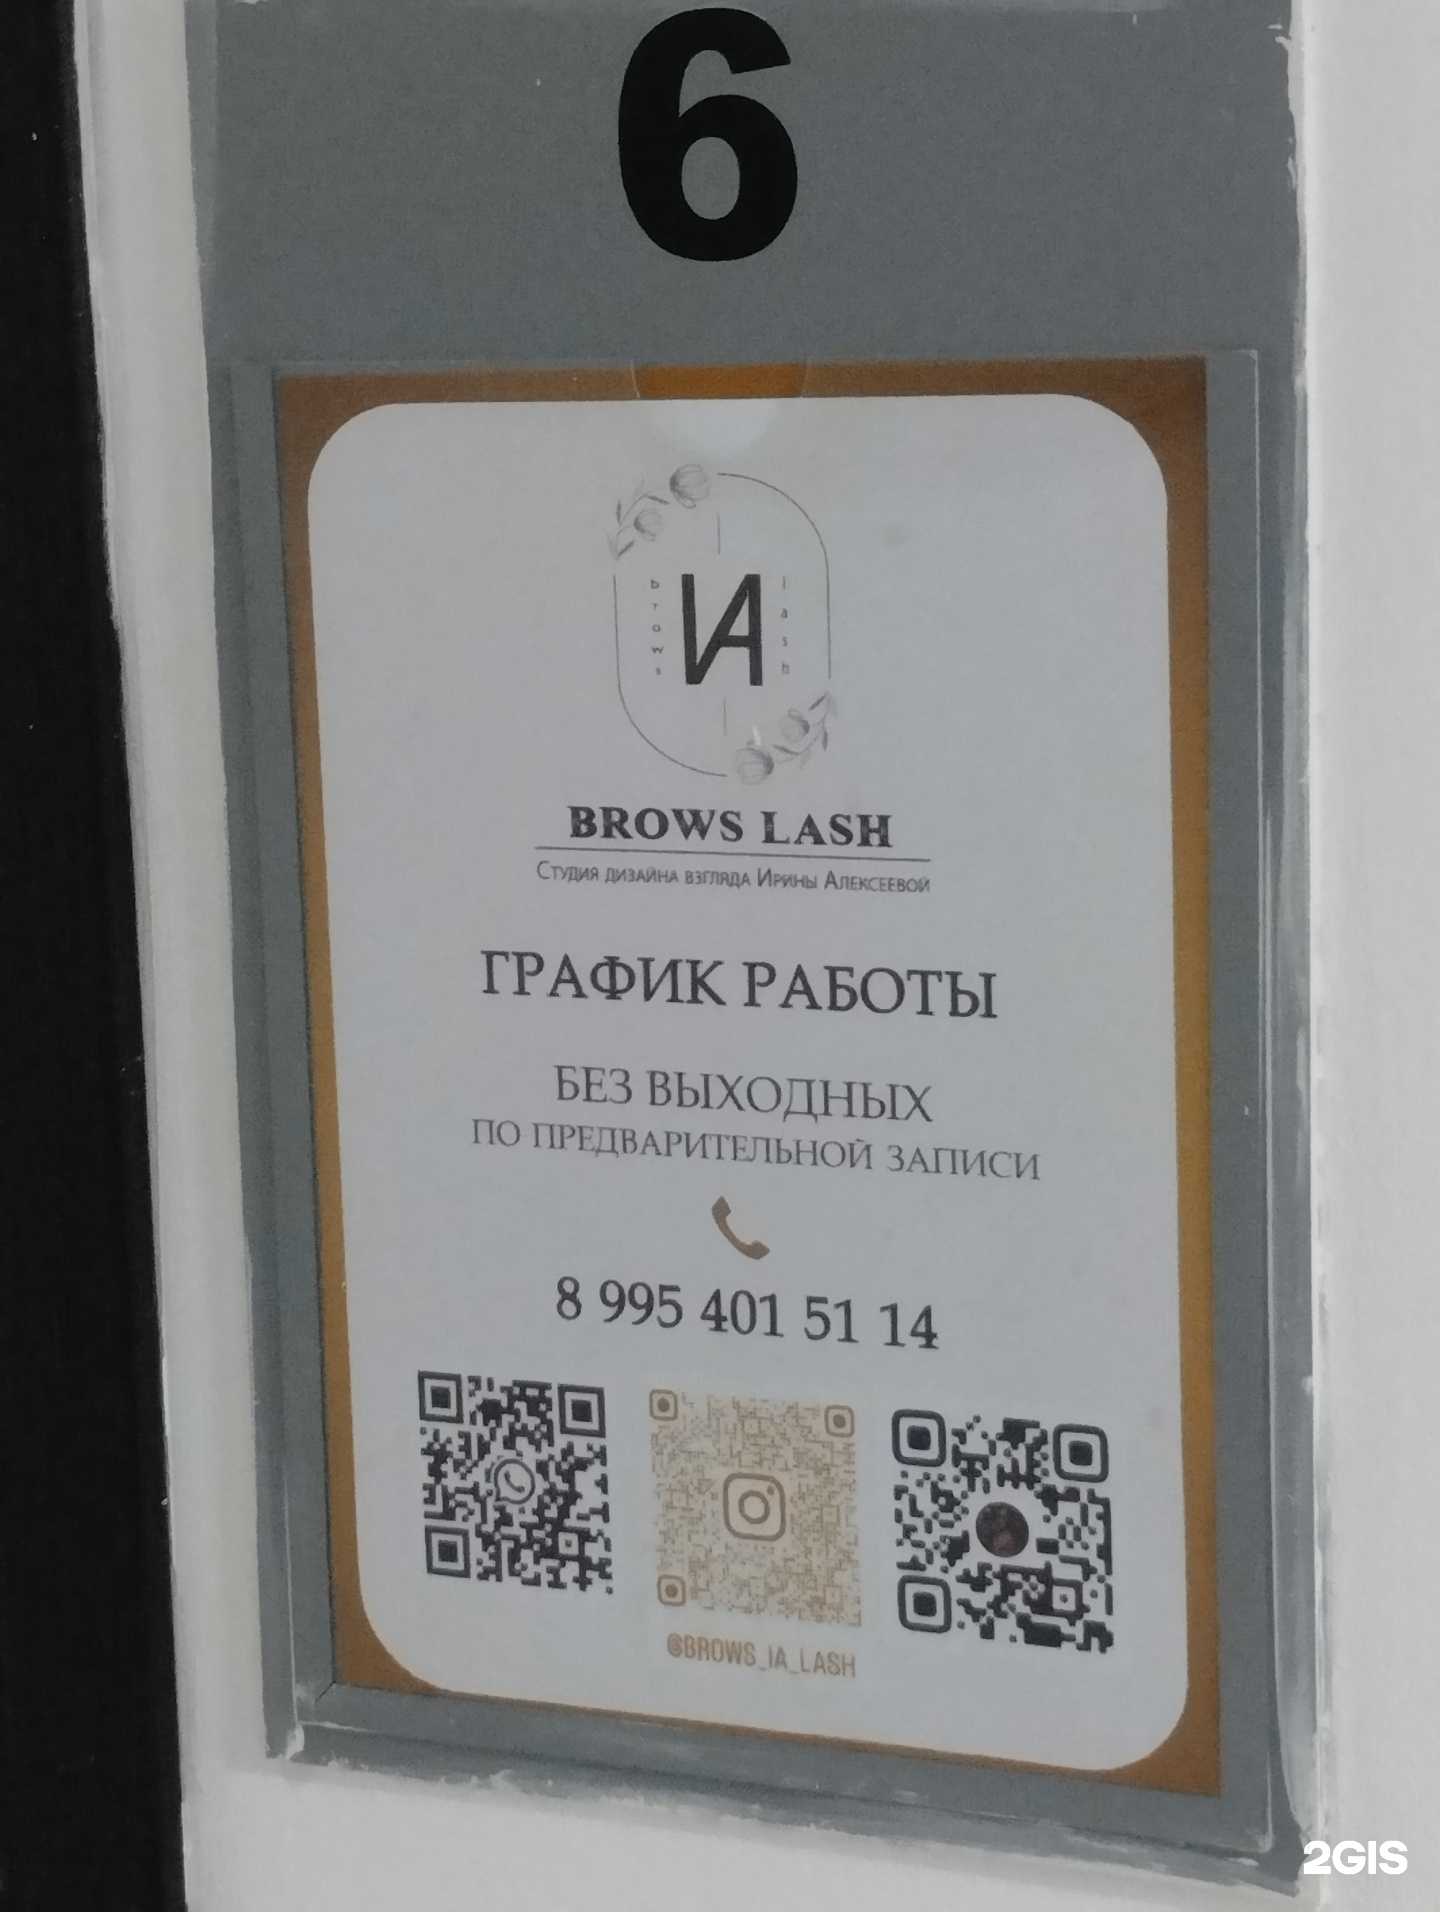 6
brows
ИА
lash
BROWS LASH
Студия дизайна взгляда Ирины Алексеевой
ГРАФИК РАБОТЫ
БЕЗ ВЫХОДНЫХ
ПО ПРЕДВАРИТЕЛЬНОЙ ЗАПИСИ
8 995 401 51 14
@BROWS_IA_LASH
2GIS